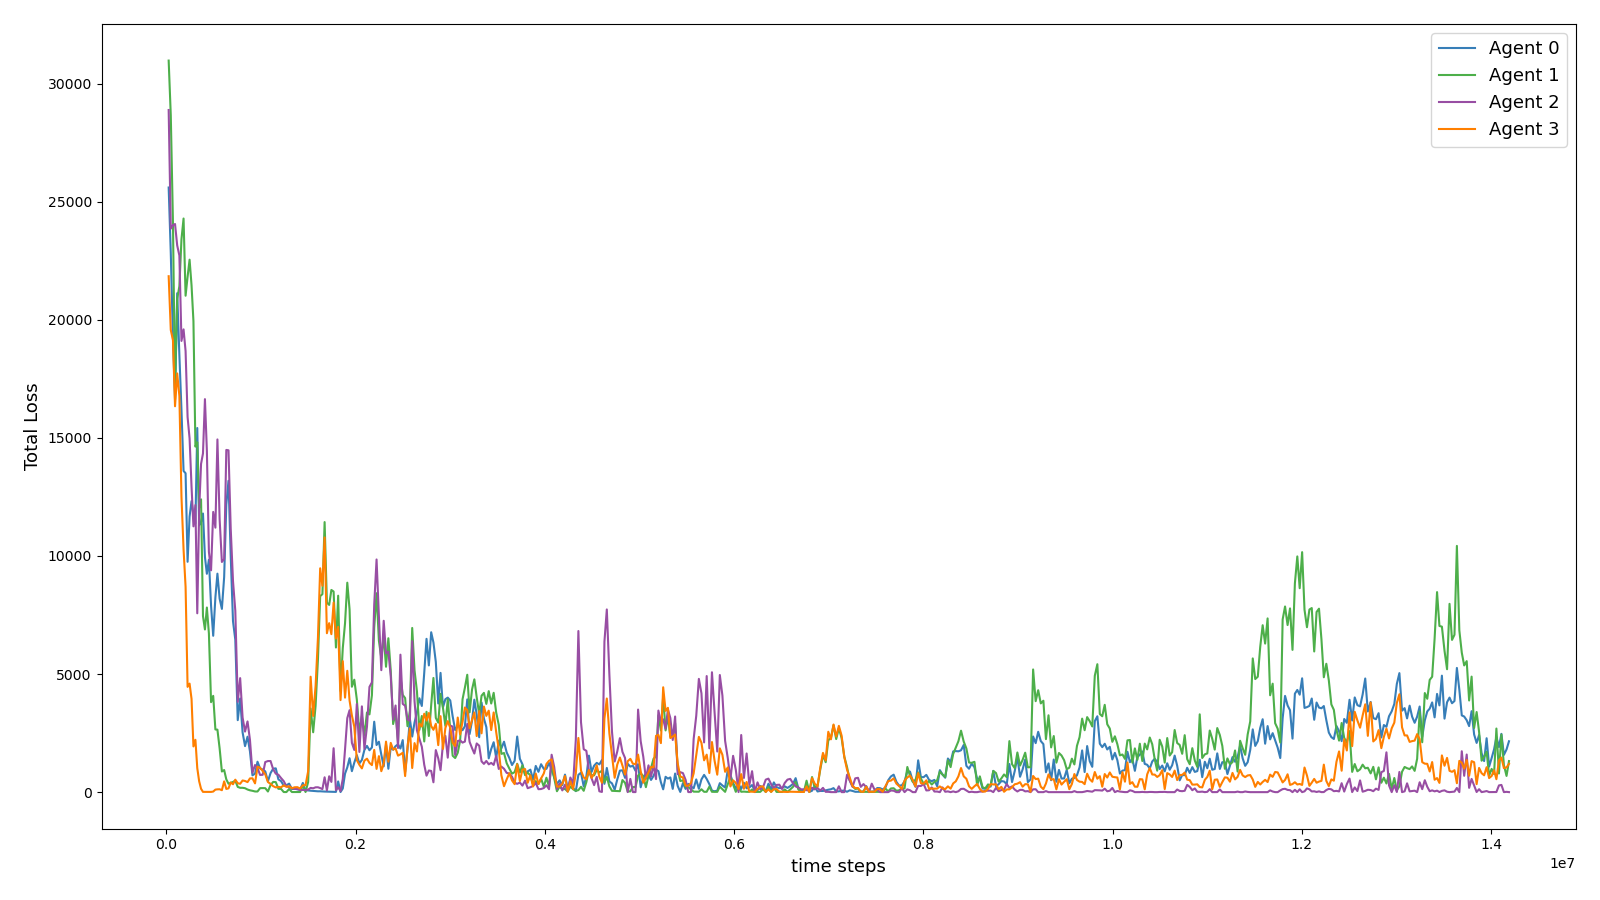 Agent 0
Agent 1
Agent 2
Agent 3
Total Loss
30000
25000
20000
15000
10000
5000
0
0.0 0.2 0.4 0.6 0.8 1.0 1.2 1.4
1e7
time steps